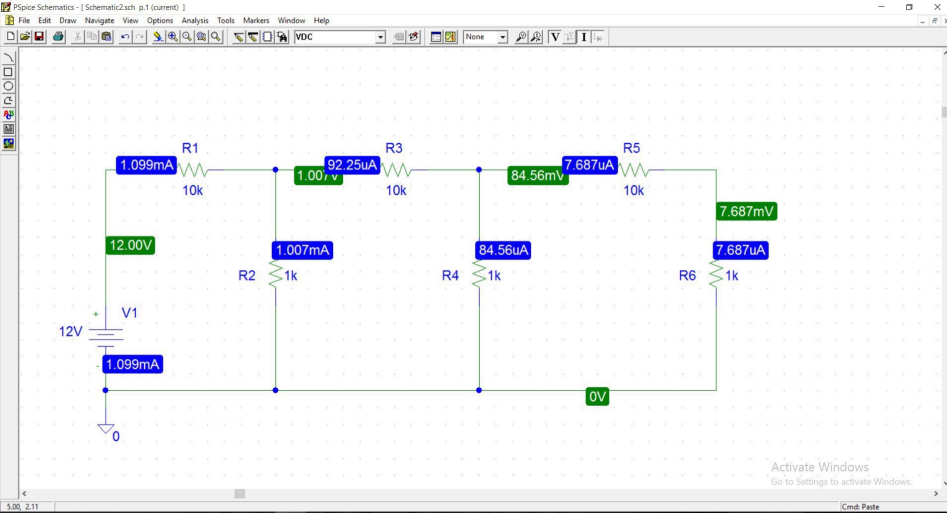 PSpice Schematics - [ Schematic2.sch p.1 (current) ]
File Edit Draw Navigate View Options Analysis Tools Markers Window Help
VDC None V I
R1 R3 R5
1.099mA 92.25uA 7.687uA
1.007V 84.56mV
10k 10k 10k
7.687mV
12.00V 1.007mA 84.56uA 7.687uA
R2 1k R4 1k R6 1k
+ V1
12V
- 1.099mA
0V
0
Activate Windows
Go to Settings to activate Windows.
5.00, 2.11 Cmd: Paste